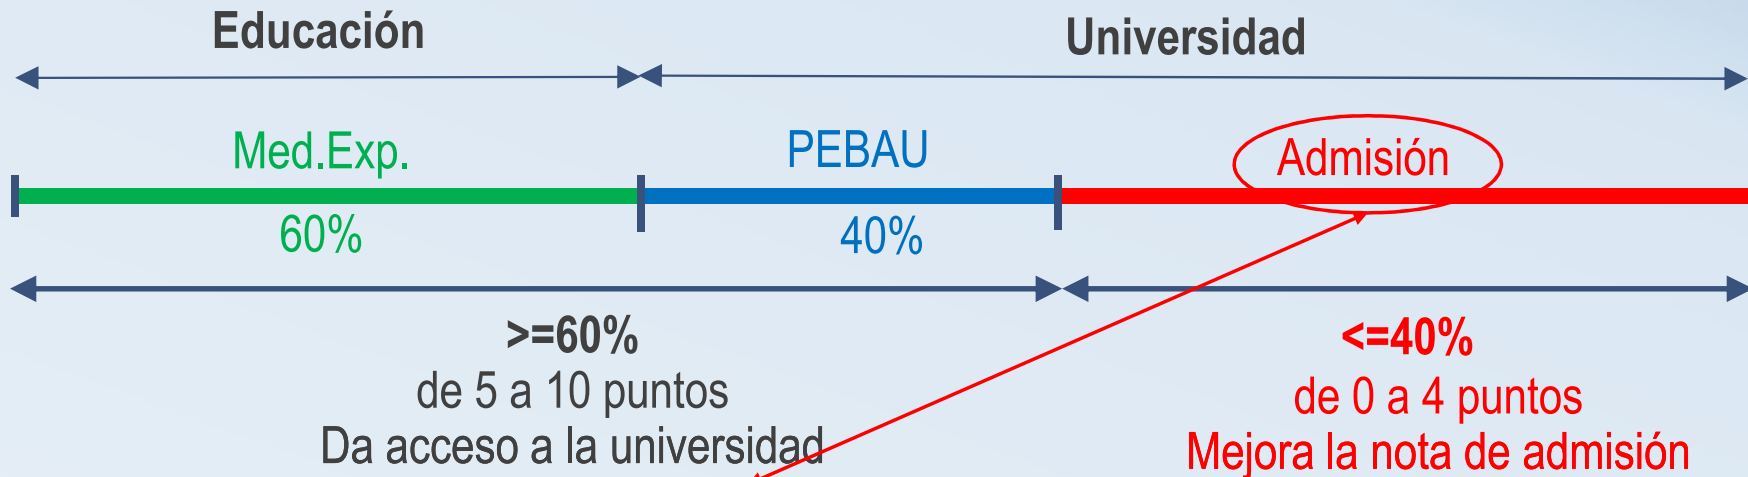 Educación
Universidad
Med.Exp.
PEBAU
Admisión
60%
40%
>=60%
de 5 a 10 puntos
Da acceso a la universidad
<=40%
de 0 a 4 puntos
Mejora la nota de admisión